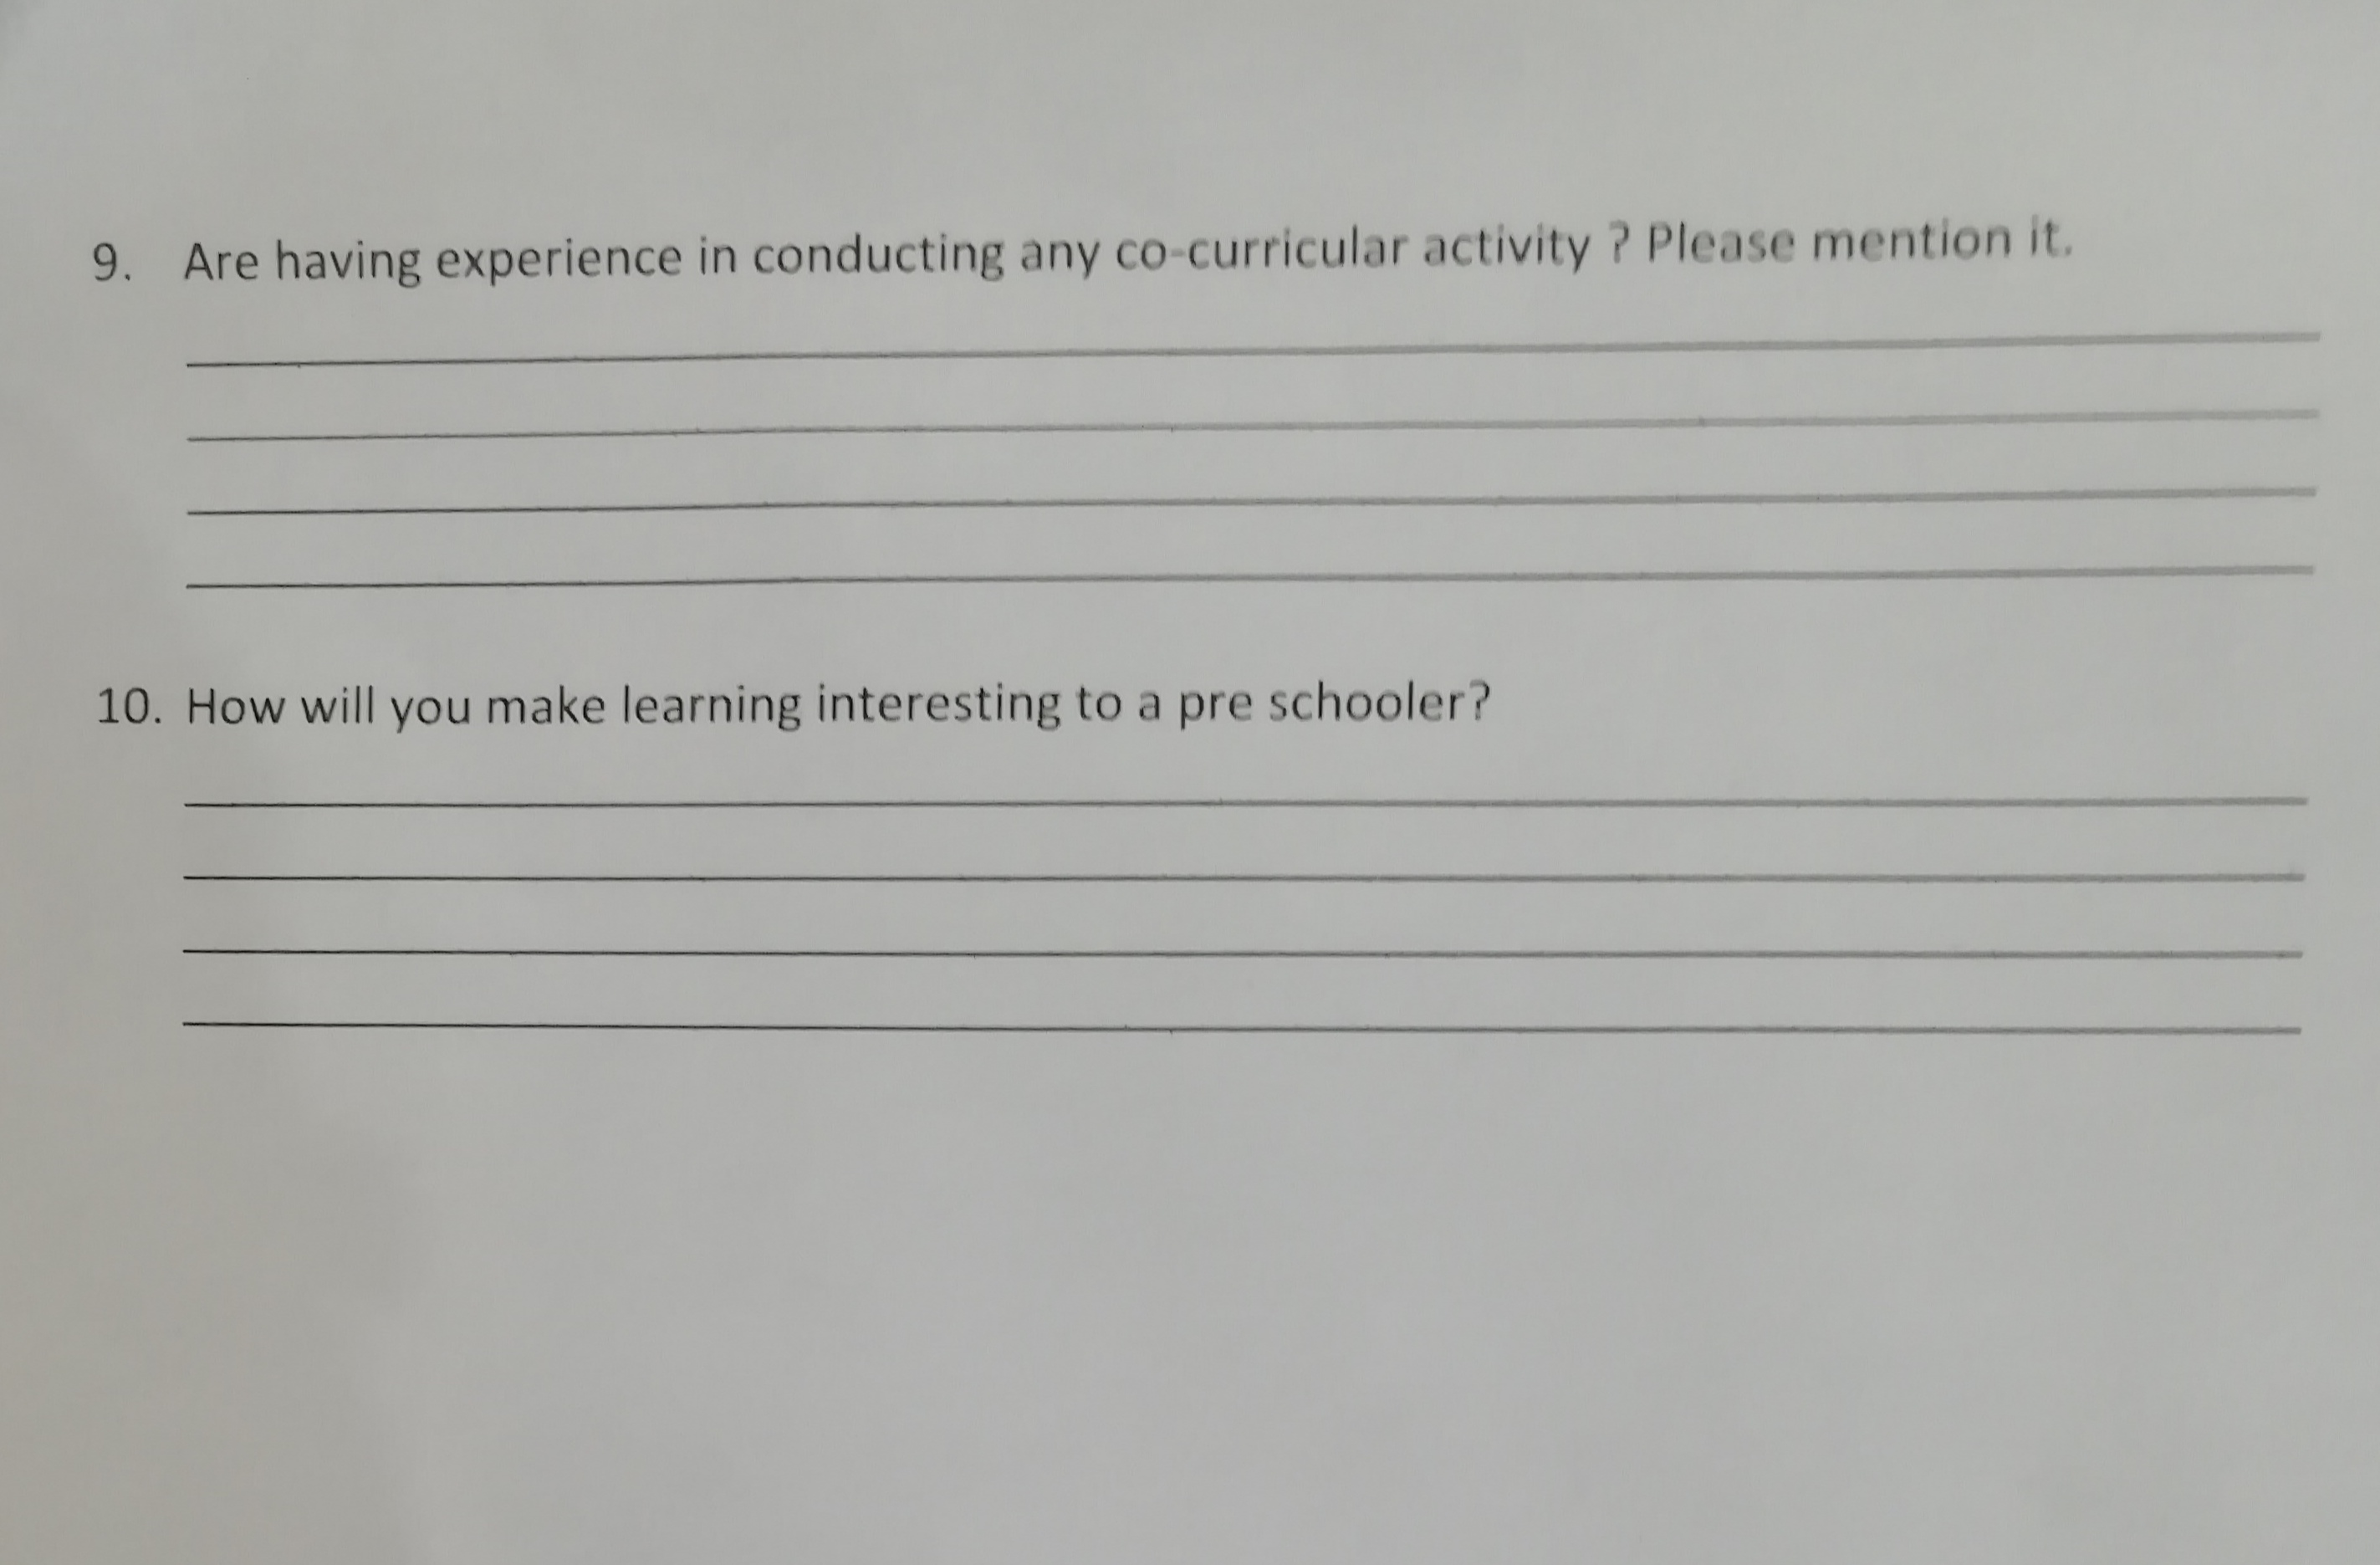 9. Are having experience in conducting any co-curricular activity ? Please mention it.
10. How will you make learning interesting to a pre schooler?